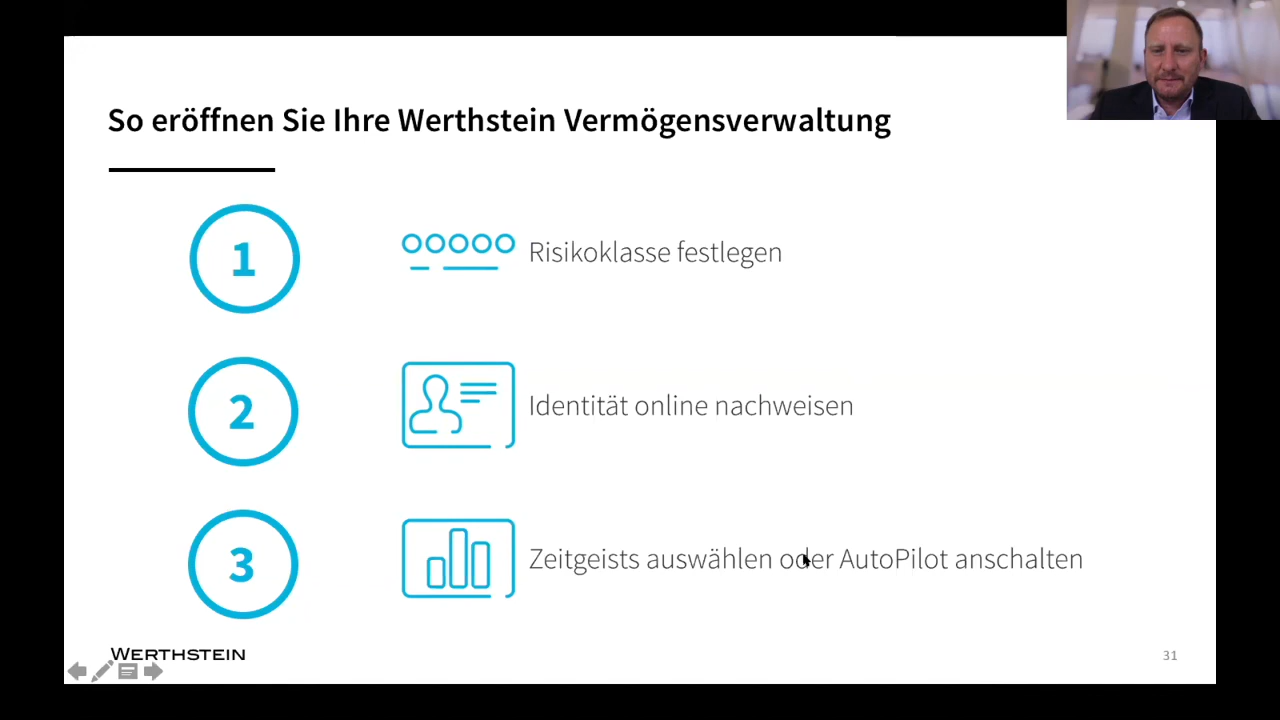 So eröffnen Sie Ihre Werthstein Vermögensverwaltung
1
Risikoklasse festlegen
2
Identität online nachweisen
3
Zeitgeists auswählen oder AutoPilot anschalten
WERTHSTEIN
31